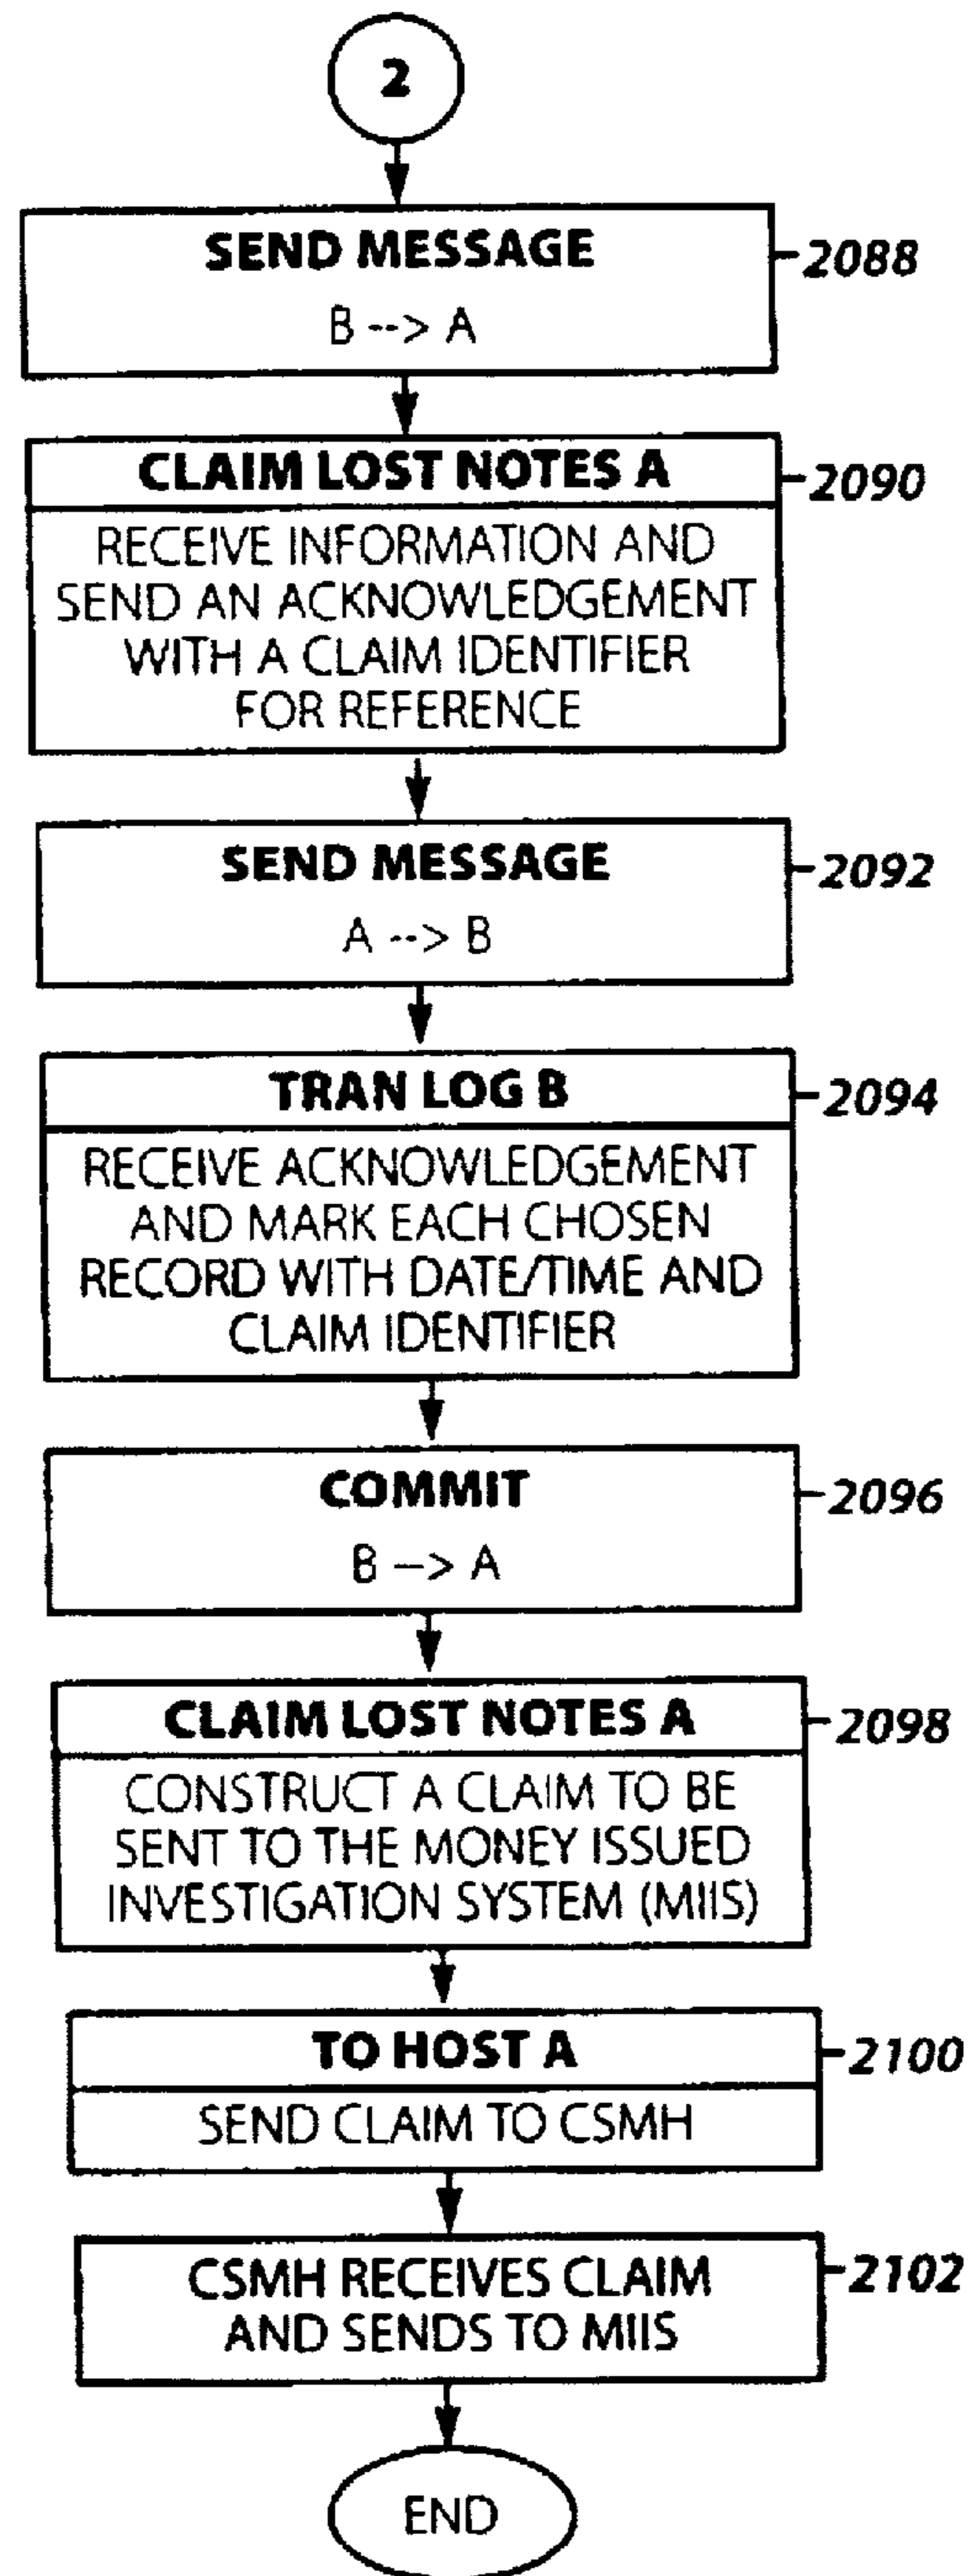 2
SEND MESSAGE
2088
B --> A
CLAIM LOST NOTES A
2090
RECEIVE INFORMATION AND
SEND AN ACKNOWLEDGEMENT
WITH A CLAIM IDENTIFIER
FOR REFERENCE
SEND MESSAGE
2092
A --> B
TRAN LOG B
2094
RECEIVE ACKNOWLEDGEMENT
AND MARK EACH CHOSEN
RECORD WITH DATE/TIME AND
CLAIM IDENTIFIER
COMMIT
2096
B --> A
CLAIM LOST NOTES A
2098
CONSTRUCT A CLAIM TO BE
SENT TO THE MONEY ISSUED
INVESTIGATION SYSTEM (MIIS)
TO HOST A
2100
SEND CLAIM TO CSMH
CSMH RECEIVES CLAIM
2102
AND SENDS TO MIIS
END